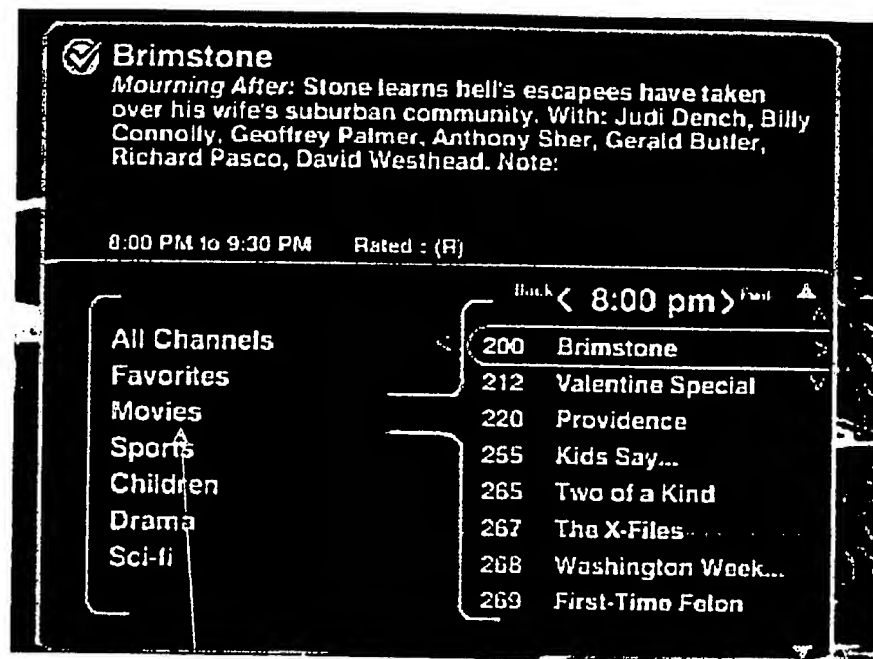 Brimstone
Mourning After: Stone learns hell's escapees have taken
over his wife's suburban community. With: Judi Dench, Billy
Connolly, Geoffrey Palmer, Anthony Sher, Gerald Butler,
Richard Pasco, David Westhead. Note:
8:00 PM to 9:30 PM Rated : (R)
Back < 8:00 pm > Fwd
All Channels
Favorites
Movies
Sports
Children
Drama
Sci-fi
200 Brimstone
212 Valentine Special
220 Providence
255 Kids Say...
265 Two of a Kind
267 The X-Files
268 Washington Week...
269 First-Time Felon